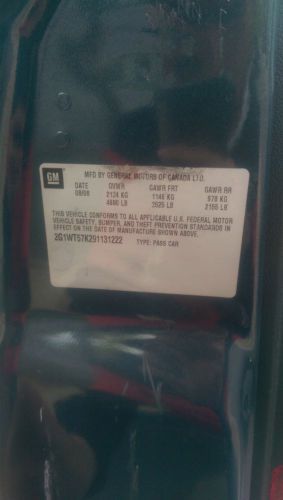 GM
MFD BY GENERAL MOTORS OF CANADA LTD.
DATE GVWR GAWR FRT GAWR RR
08/08 2124 KG 1146 KG 978 KG
4680 LB 2525 LB 2155 LB
THIS VEHICLE CONFORMS TO ALL APPLICABLE U.S. FEDERAL MOTOR
VEHICLE SAFETY, BUMPER, AND THEFT PREVENTION STANDARDS IN
EFFECT ON THE DATE OF MANUFACTURE SHOWN ABOVE.
2G1WT57K291131222 TYPE: PASS CAR